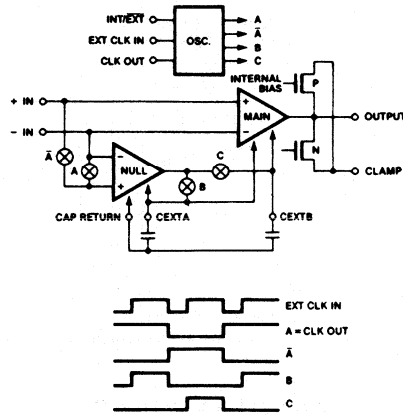 INT/EXT
EXT CLK IN
CLK OUT
OSC.
A
Ā
B
C
INTERNAL
BIAS
P
+ IN
+
MAIN
−
OUTPUT
− IN
N
Ā
A
−
NULL
+
C
B
CLAMP
CAP RETURN
CEXTA
CEXTB
EXT CLK IN
A = CLK OUT
Ā
B
C